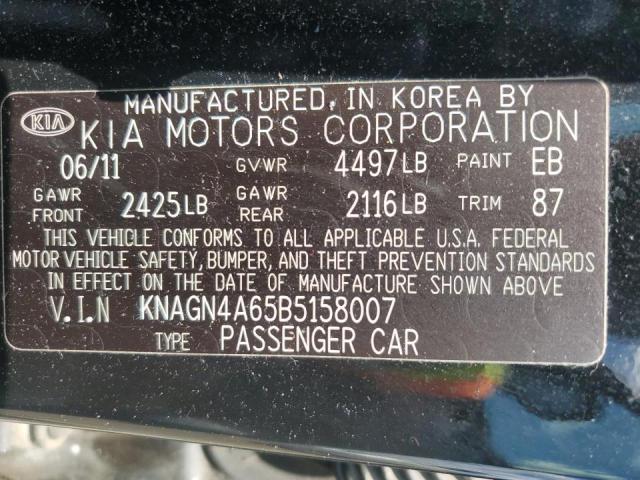 MANUFACTURED IN KOREA BY
KIA KIA MOTORS CORPORATION
06/11 GVWR 4497LB PAINT EB
GAWR FRONT 2425LB GAWR REAR 2116LB TRIM 87
THIS VEHICLE CONFORMS TO ALL APPLICABLE U.S.A. FEDERAL
MOTOR VEHICLE SAFETY, BUMPER, AND THEFT PREVENTION STANDARDS
IN EFFECT ON THE DATE OF MANUFACTURE SHOWN ABOVE
V.I.N KNAGN4A65B5158007
TYPE: PASSENGER CAR